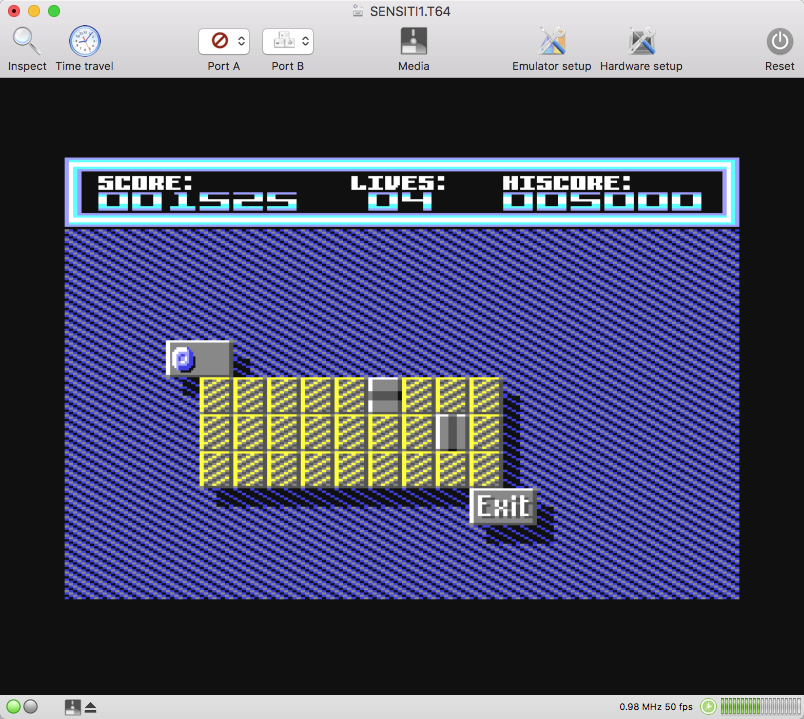 SENSITI1.T64
Inspect Time travel Port A Port B Media Emulator setup Hardware setup Reset
SCORE: LIVES: HISCORE:
001525 04 005000
Exit
0.98 MHz 50 fps